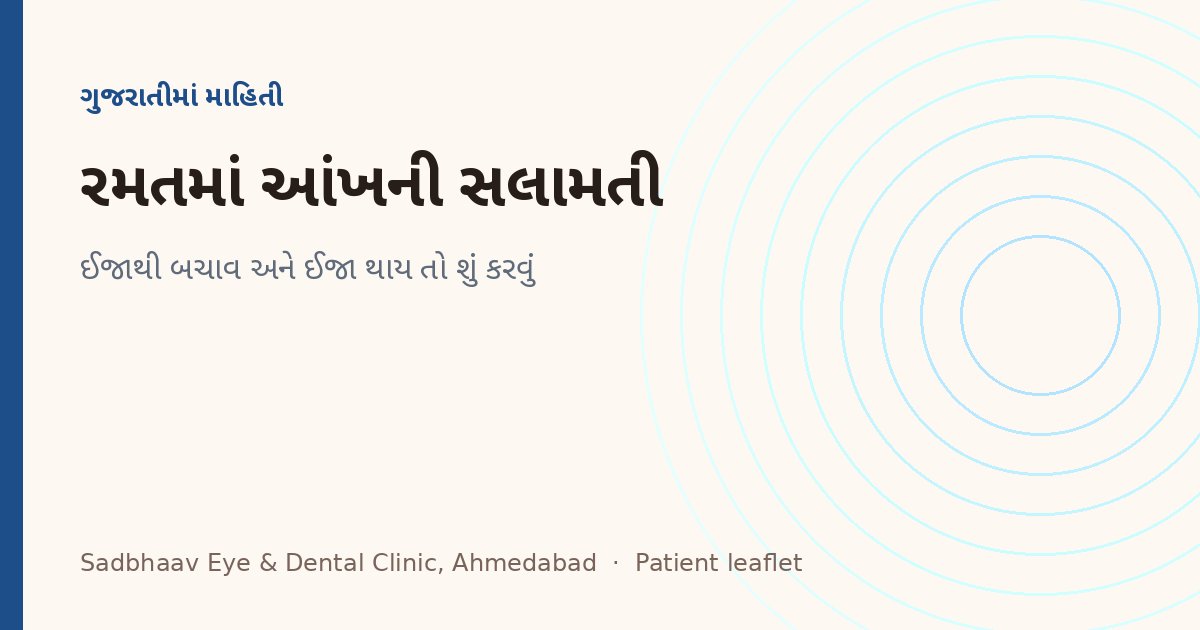 ગુજરાતીમાં માહિતી
રમતમાં આંખની સલામતી
ઈજાથી બચાવ અને ઈજા થાય તો શું કરવું
Sadbhaav Eye & Dental Clinic, Ahmedabad · Patient leaflet